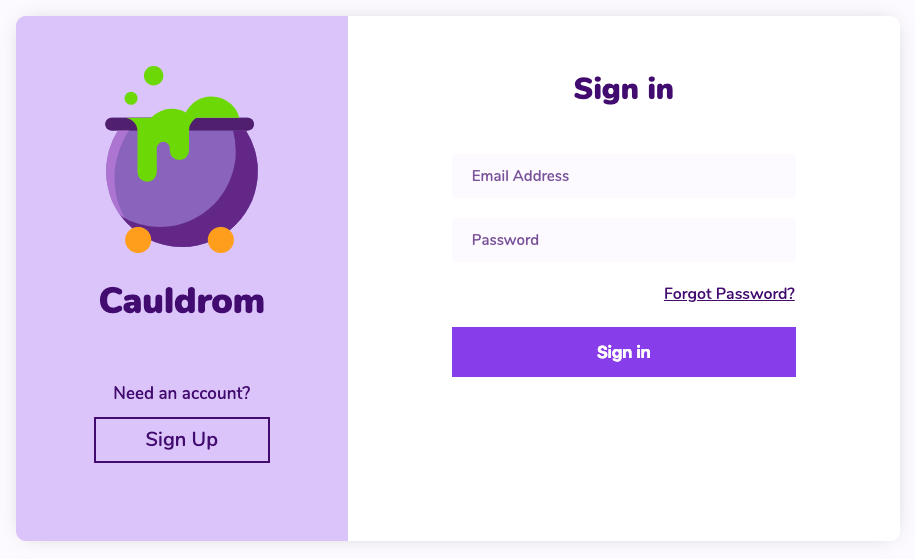 Cauldrom
Need an account?
Sign Up
Sign in
Email Address
Password
Forgot Password?
Sign in